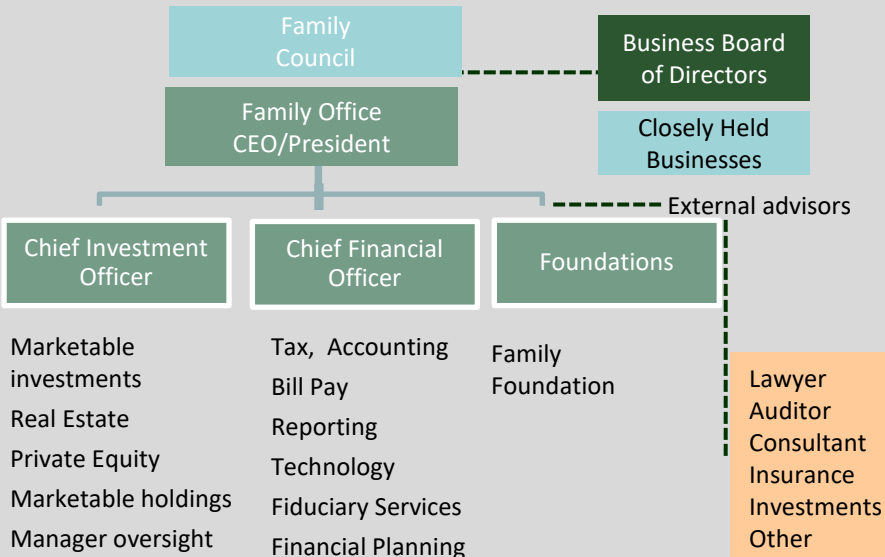 Family
Council
Business Board
of Directors
Family Office
CEO/President
Closely Held
Businesses
External advisors
Chief Investment
Officer
Chief Financial
Officer
Foundations
Marketable
investments
Real Estate
Private Equity
Marketable holdings
Manager oversight
Tax, Accounting
Bill Pay
Reporting
Technology
Fiduciary Services
Financial Planning
Family
Foundation
Lawyer
Auditor
Consultant
Insurance
Investments
Other